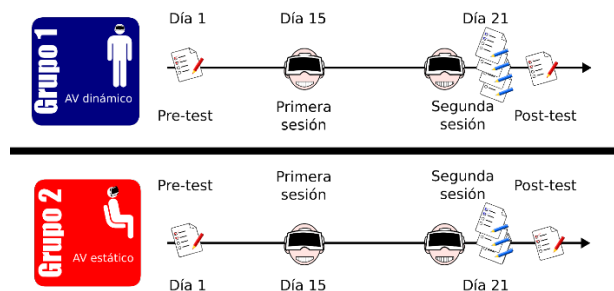 Grupo 1
AV dinámico
Día 1
Día 15
Día 21
Pre-test
Primera
sesión
Segunda
sesión
Post-test
Grupo 2
AV estático
Pre-test
Primera
sesión
Segunda
sesión
Post-test
Día 1
Día 15
Día 21